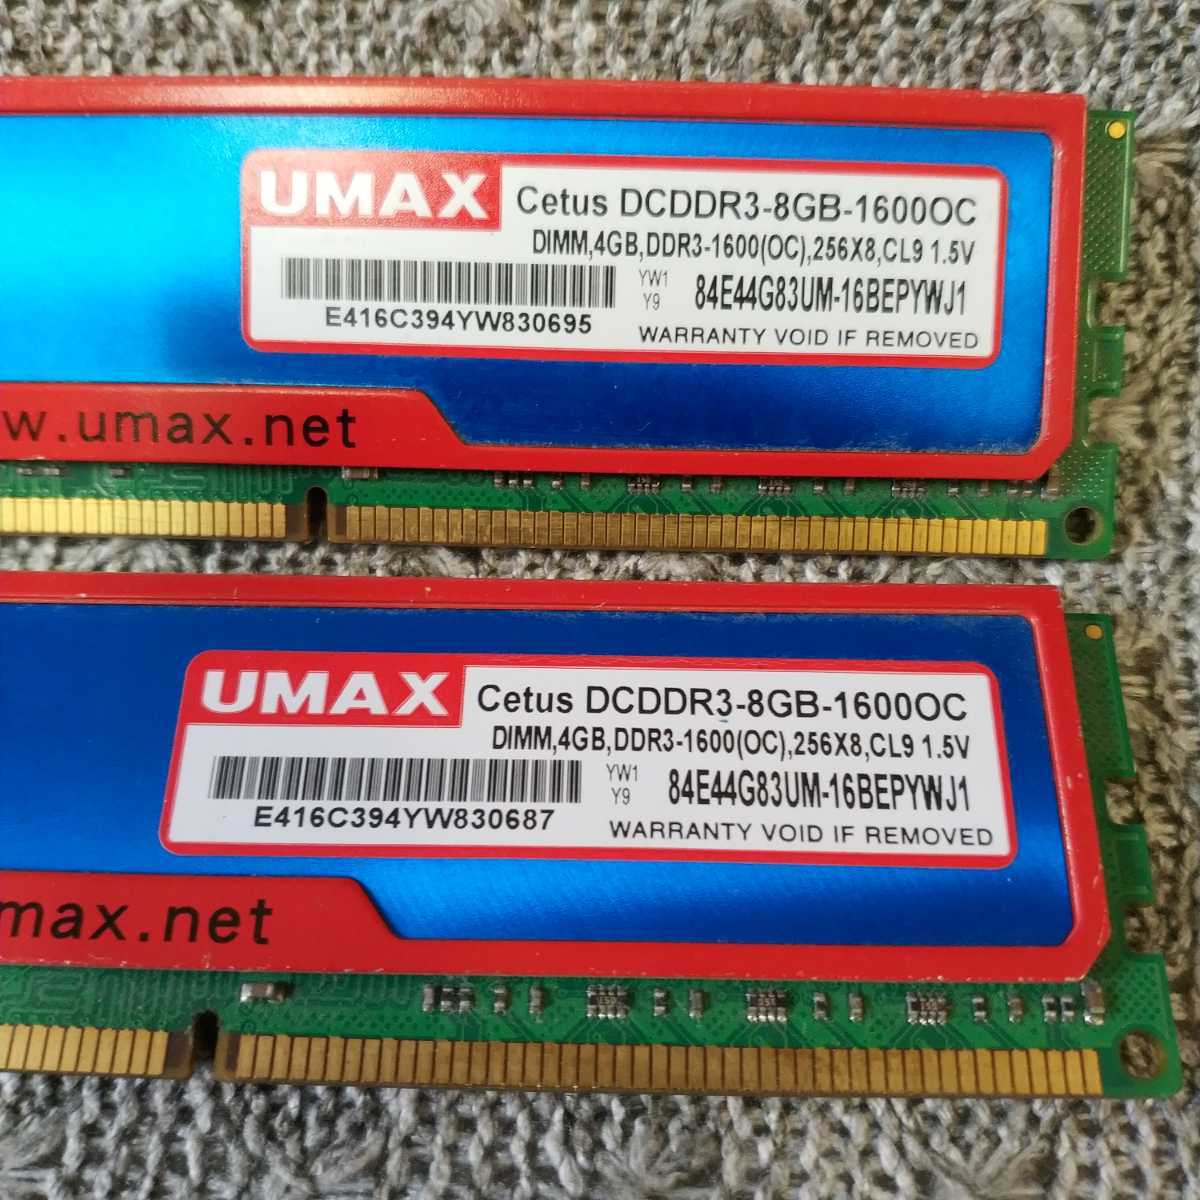 UMAX Cetus DCDDR3-8GB-1600OC
DIMM,4GB,DDR3-1600(OC),256X8,CL9 1.5V
YW1
Y9 84E44G83UM-16BEPYWJ1
E416C394YW830695
WARRANTY VOID IF REMOVED
w.umax.net
UMAX Cetus DCDDR3-8GB-1600OC
DIMM,4GB,DDR3-1600(OC),256X8,CL9 1.5V
YW1
Y9 84E44G83UM-16BEPYWJ1
E416C394YW830687
WARRANTY VOID IF REMOVED
max.net